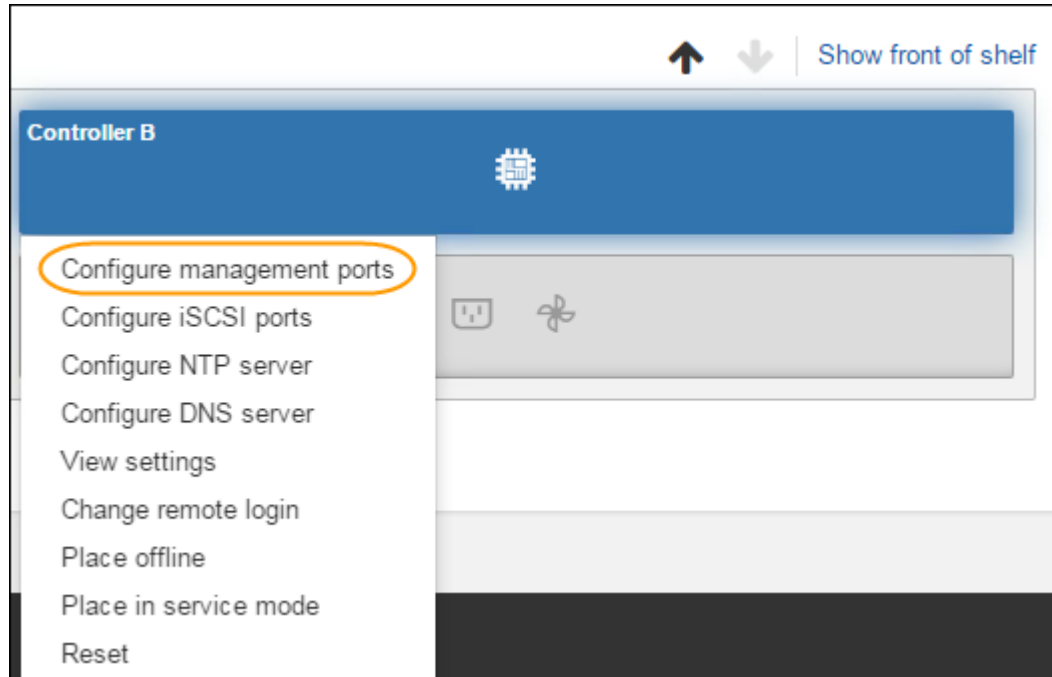 Show front of shelf
Controller B
Configure management ports
Configure iSCSI ports
Configure NTP server
Configure DNS server
View settings
Change remote login
Place offline
Place in service mode
Reset